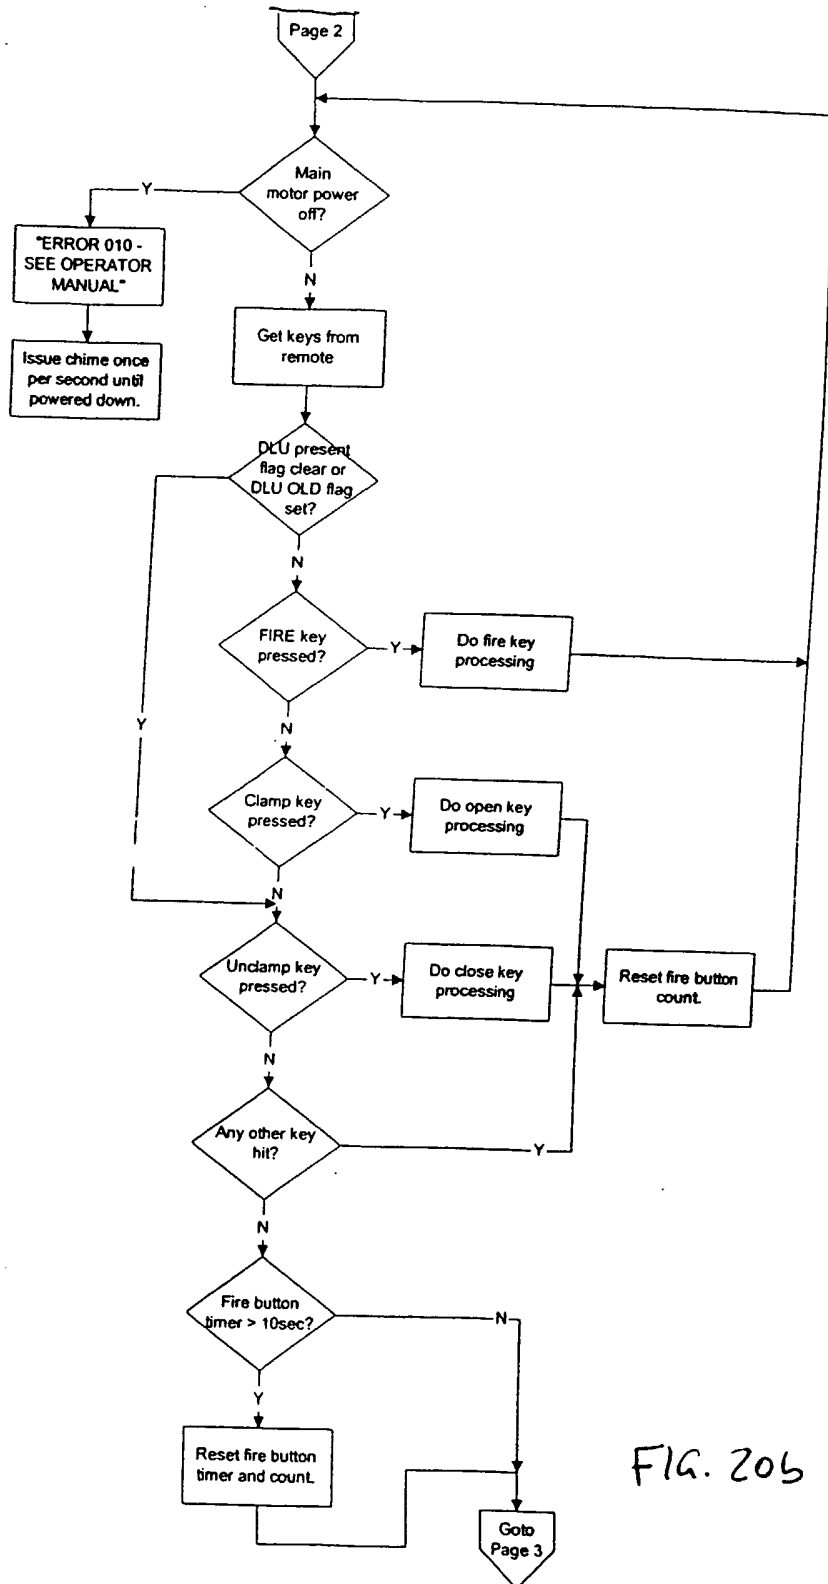 Page 2
Main
motor power
off?
Y
"ERROR 010 -
SEE OPERATOR
MANUAL"
N
Issue chime once
per second until
powered down.
Get keys from
remote
DLU present
flag clear or
DLU OLD flag
set?
N
FIRE key
pressed?
Y
Do fire key
processing
Y
N
Clamp key
pressed?
Y
Do open key
processing
N
Unclamp key
pressed?
Y
Do close key
processing
Reset fire button
count.
N
Any other key
hit?
Y
N
Fire button
timer > 10sec?
N
Y
Reset fire button
timer and count.
FIG. 20b
Goto
Page 3